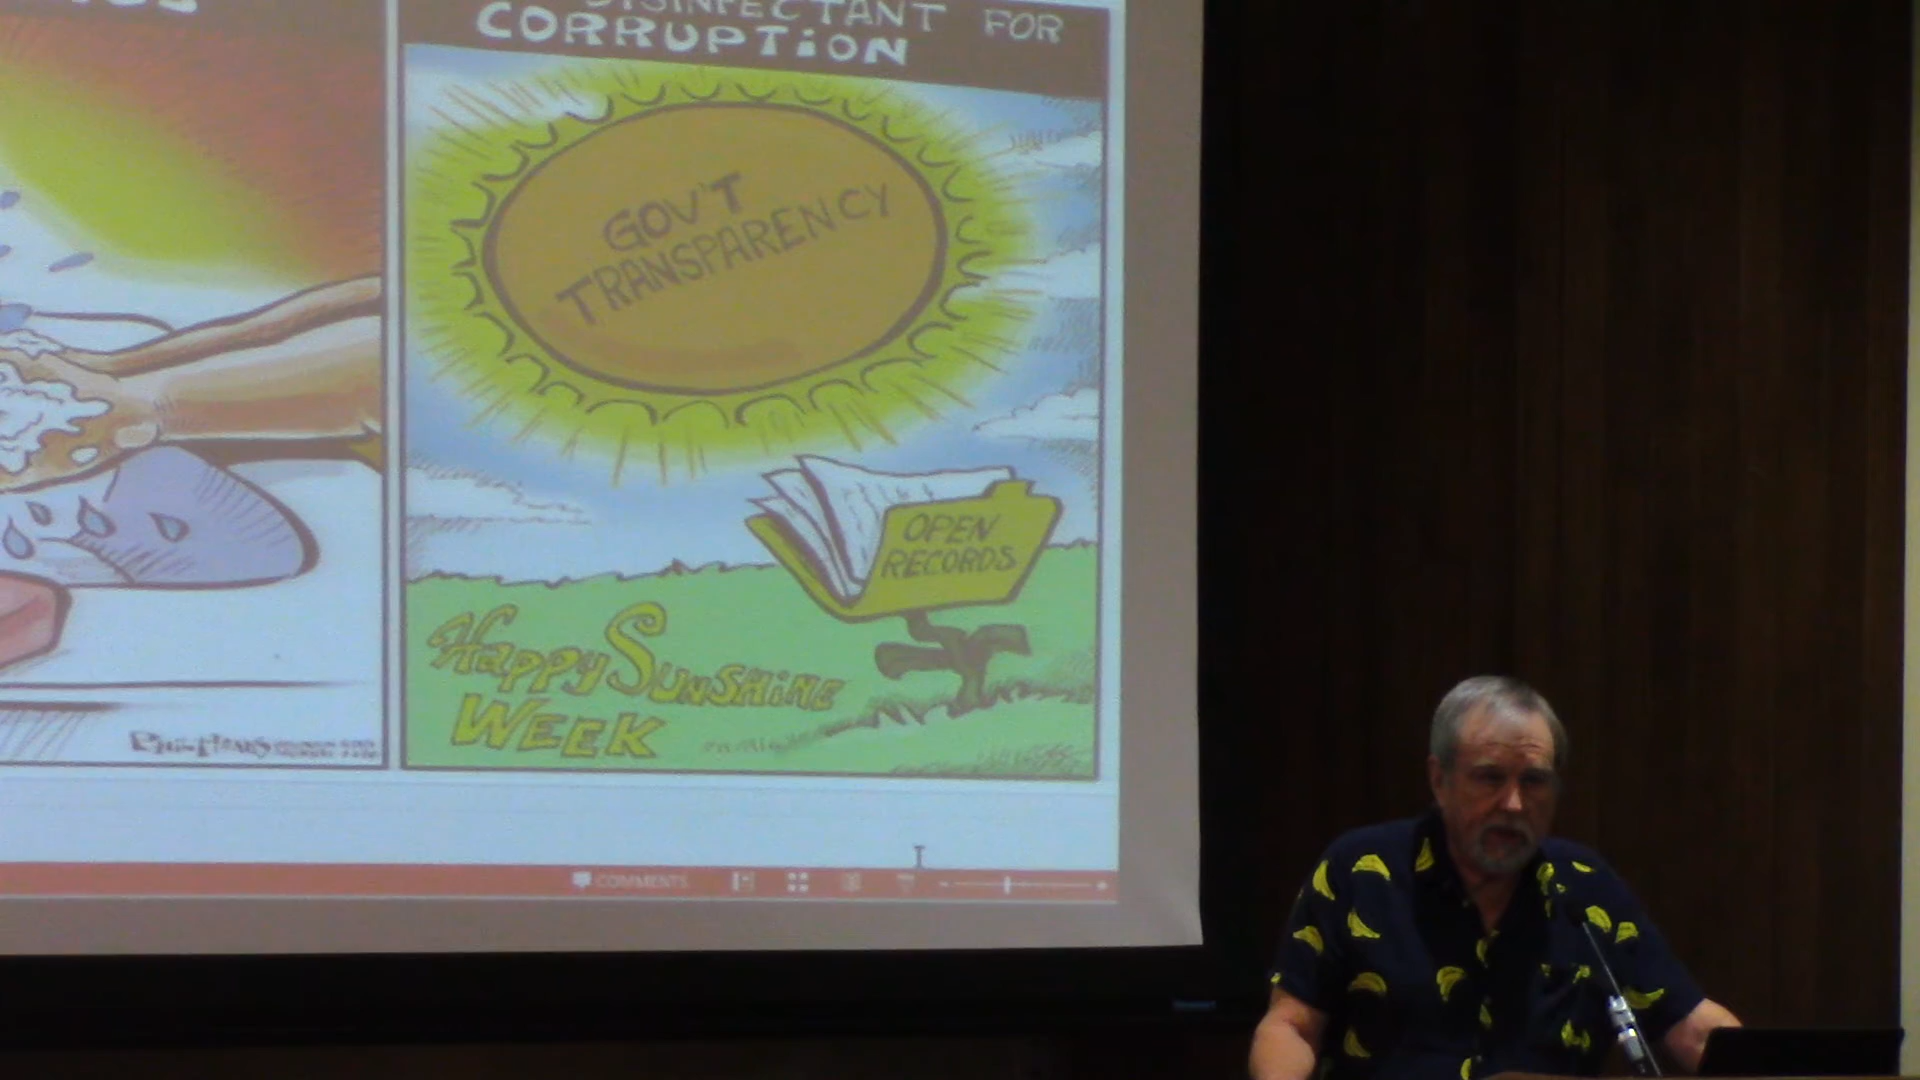 DISINFECTANT FOR
CORRUPTION
GOV'T
TRANSPARENCY
OPEN
RECORDS
Happy Sunshine
Week
COMMENTS